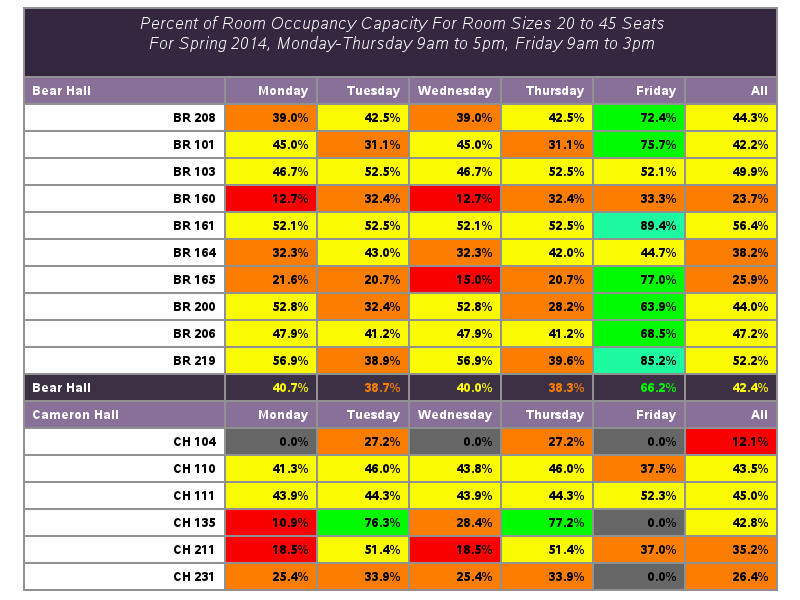 Percent of Room Occupancy Capacity For Room Sizes 20 to 45 Seats
For Spring 2014, Monday-Thursday 9am to 5pm, Friday 9am to 3pm
Bear Hall Monday Tuesday Wednesday Thursday Friday All
BR 208 39.0% 42.5% 39.0% 42.5% 72.4% 44.3%
BR 101 45.0% 31.1% 45.0% 31.1% 75.7% 42.2%
BR 103 46.7% 52.5% 46.7% 52.5% 52.1% 49.9%
BR 160 12.7% 32.4% 12.7% 32.4% 33.3% 23.7%
BR 161 52.1% 52.5% 52.1% 52.5% 89.4% 56.4%
BR 164 32.3% 43.0% 32.3% 42.0% 44.7% 38.2%
BR 165 21.6% 20.7% 15.0% 20.7% 77.0% 25.9%
BR 200 52.8% 32.4% 52.8% 28.2% 63.9% 44.0%
BR 206 47.9% 41.2% 47.9% 41.2% 68.5% 47.2%
BR 219 56.9% 38.9% 56.9% 39.6% 85.2% 52.2%
Bear Hall 40.7% 38.7% 40.0% 38.3% 66.2% 42.4%
Cameron Hall Monday Tuesday Wednesday Thursday Friday All
CH 104 0.0% 27.2% 0.0% 27.2% 0.0% 12.1%
CH 110 41.3% 46.0% 43.8% 46.0% 37.5% 43.5%
CH 111 43.9% 44.3% 43.9% 44.3% 52.3% 45.0%
CH 135 10.9% 76.3% 28.4% 77.2% 0.0% 42.8%
CH 211 18.5% 51.4% 18.5% 51.4% 37.0% 35.2%
CH 231 25.4% 33.9% 25.4% 33.9% 0.0% 26.4%